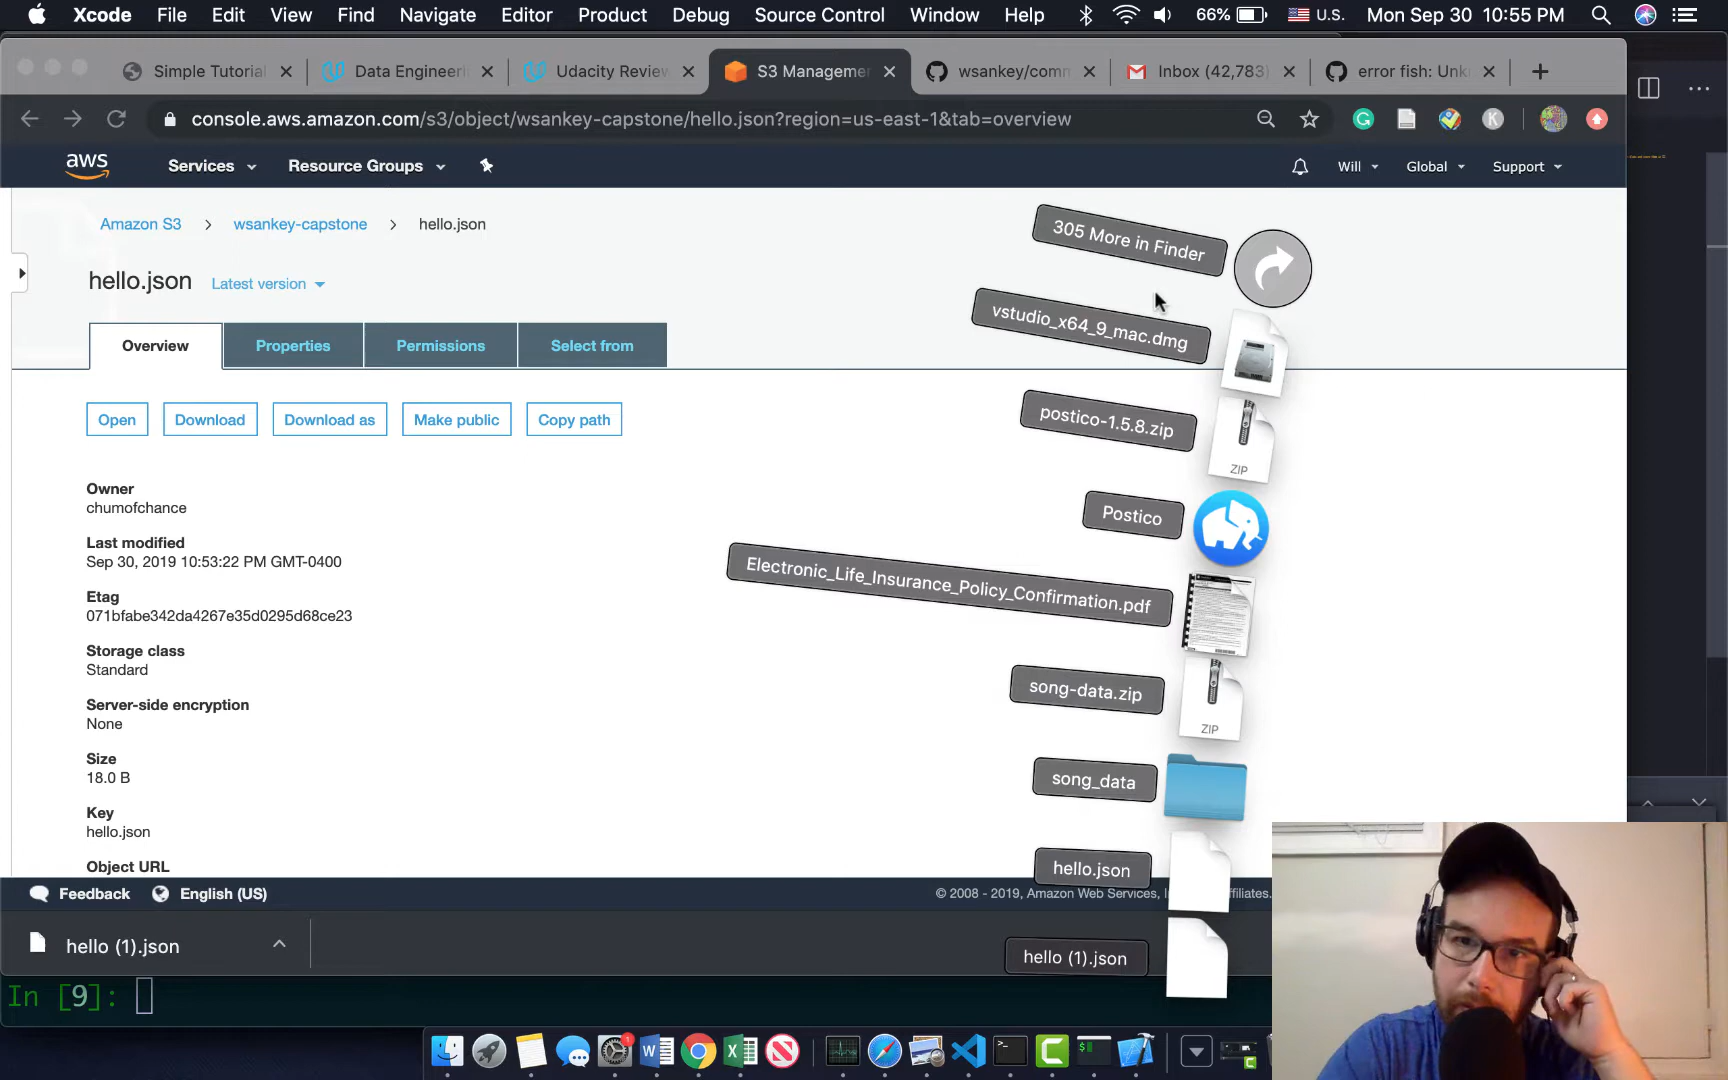 Xcode File Edit View Find Navigate Editor Product Debug Source Control Window Help 66% U.S. Mon Sep 30 10:55 PM
Simple Tutorial Data Engineeri Udacity Review S3 Manageme wsankey/com Inbox (42,783) error fish: Unk
console.aws.amazon.com/s3/object/wsankey-capstone/hello.json?region=us-east-1&tab=overview
aws Services Resource Groups Will Global Support
Amazon S3 > wsankey-capstone > hello.json
hello.json Latest version
Overview Properties Permissions Select from
Open Download Download as Make public Copy path
Owner
chumofchance
Last modified
Sep 30, 2019 10:53:22 PM GMT-0400
Etag
071bfabe342da4267e35d0295d68ce23
Storage class
Standard
Server-side encryption
None
Size
18.0 B
Key
hello.json
Object URL
305 More in Finder
vstudio_x64_9_mac.dmg
postico-1.5.8.zip
ZIP
Postico
Electronic_Life_Insurance_Policy_Confirmation.pdf
song-data.zip
ZIP
song_data
hello.json
hello (1).json
Feedback English (US) © 2008 - 2019, Amazon Web Services, ffiliates.
hello (1).json
In [9]: